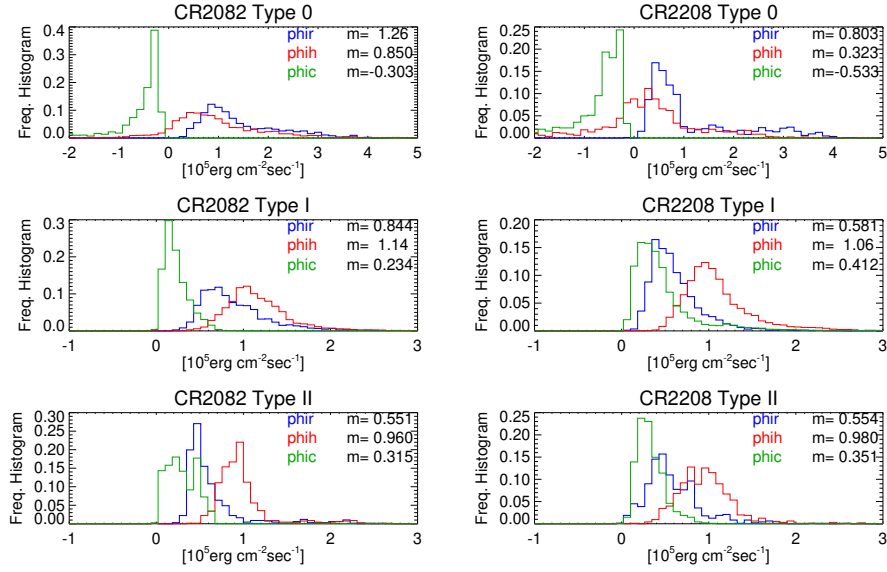 CR2082 Type 0
Freq. Histogram
0.4
0.3
0.2
0.1
0.0
phir m= 1.26
phih m= 0.850
phic m=-0.303
-2 -1 0 1 2 3 4 5
[10⁵erg cm⁻²sec⁻¹]
CR2208 Type 0
Freq. Histogram
0.25
0.20
0.15
0.10
0.05
0.00
phir m= 0.803
phih m= 0.323
phic m=-0.533
-2 -1 0 1 2 3 4 5
[10⁵erg cm⁻²sec⁻¹]
CR2082 Type I
Freq. Histogram
0.3
0.2
0.1
0.0
phir m= 0.844
phih m= 1.14
phic m= 0.234
-1 0 1 2 3
[10⁵erg cm⁻²sec⁻¹]
CR2208 Type I
Freq. Histogram
0.20
0.15
0.10
0.05
0.00
phir m= 0.581
phih m= 1.06
phic m= 0.412
-1 0 1 2 3
[10⁵erg cm⁻²sec⁻¹]
CR2082 Type II
Freq. Histogram
0.30
0.25
0.20
0.15
0.10
0.05
0.00
phir m= 0.551
phih m= 0.960
phic m= 0.315
-1 0 1 2 3
[10⁵erg cm⁻²sec⁻¹]
CR2208 Type II
Freq. Histogram
0.25
0.20
0.15
0.10
0.05
0.00
phir m= 0.554
phih m= 0.980
phic m= 0.351
-1 0 1 2 3
[10⁵erg cm⁻²sec⁻¹]